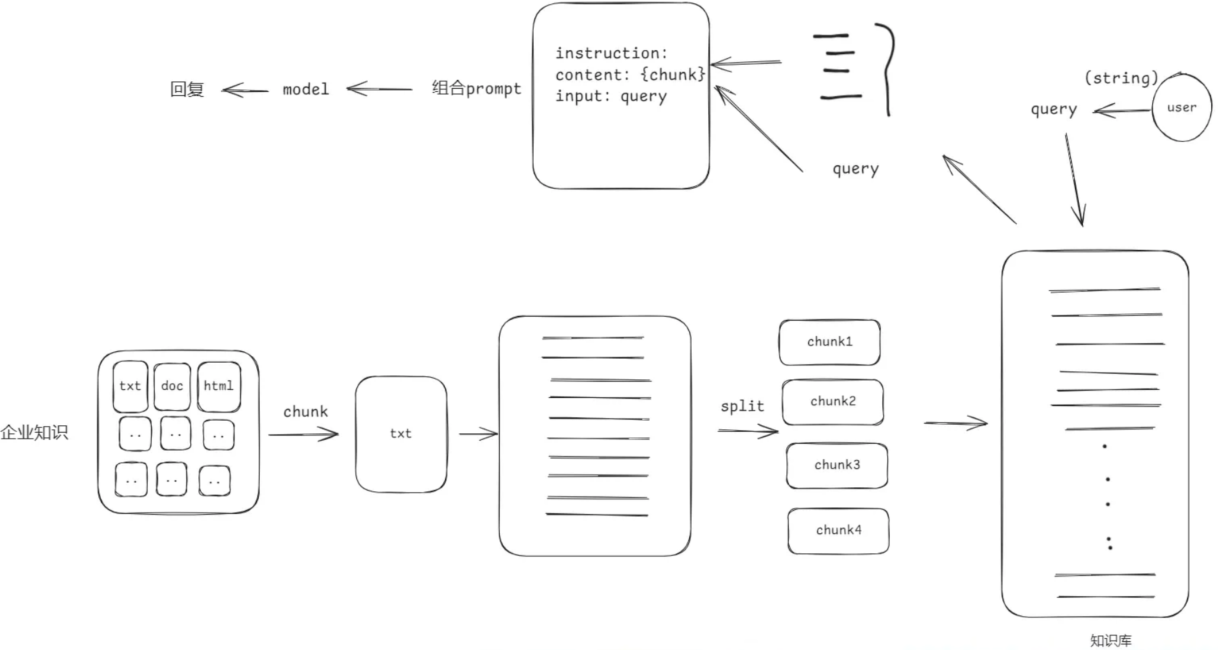 instruction:
content: {chunk}
input: query
回复
model
组合prompt
query
(string)
query
user
企业知识
txt
doc
html
..
..
..
..
..
..
chunk
txt
split
chunk1
chunk2
chunk3
chunk4
知识库